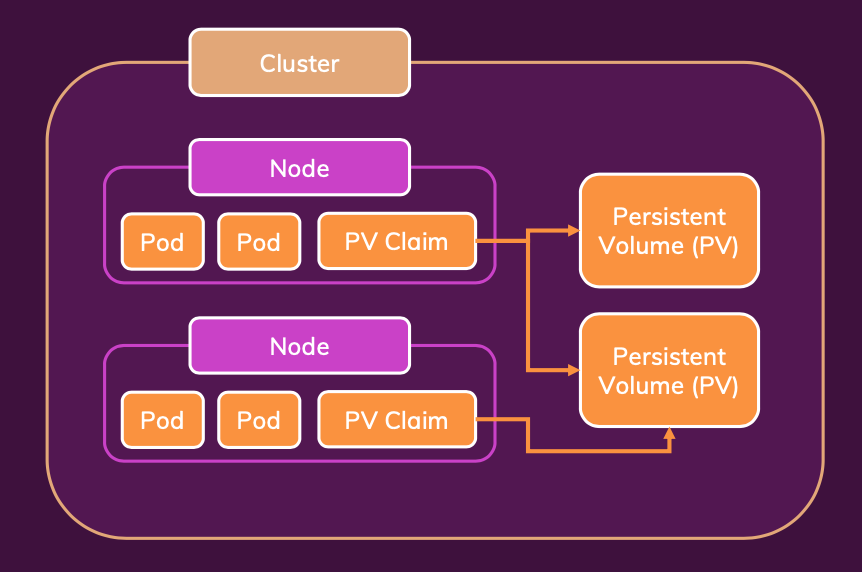 Cluster
Node
Pod
Pod
PV Claim
Persistent
Volume (PV)
Node
Pod
Pod
PV Claim
Persistent
Volume (PV)